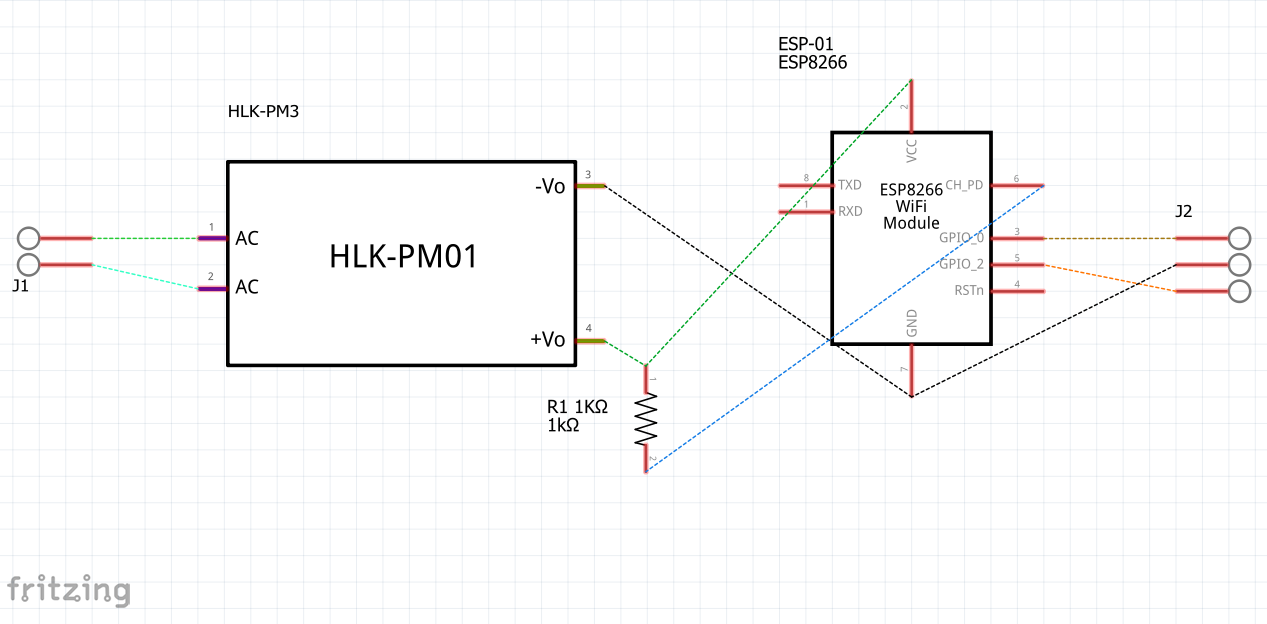 ESP-01
ESP8266
HLK-PM3
2
VCC
-Vo
3
8
TXD
ESP8266
WiFi
Module
CH_PD
6
1
RXD
J2
1
AC
HLK-PM01
GPIO_0
3
GPIO_2
5
2
AC
J1
RSTn
4
+Vo
4
GND
7
1
R1 1KΩ
1kΩ
2
fritzing